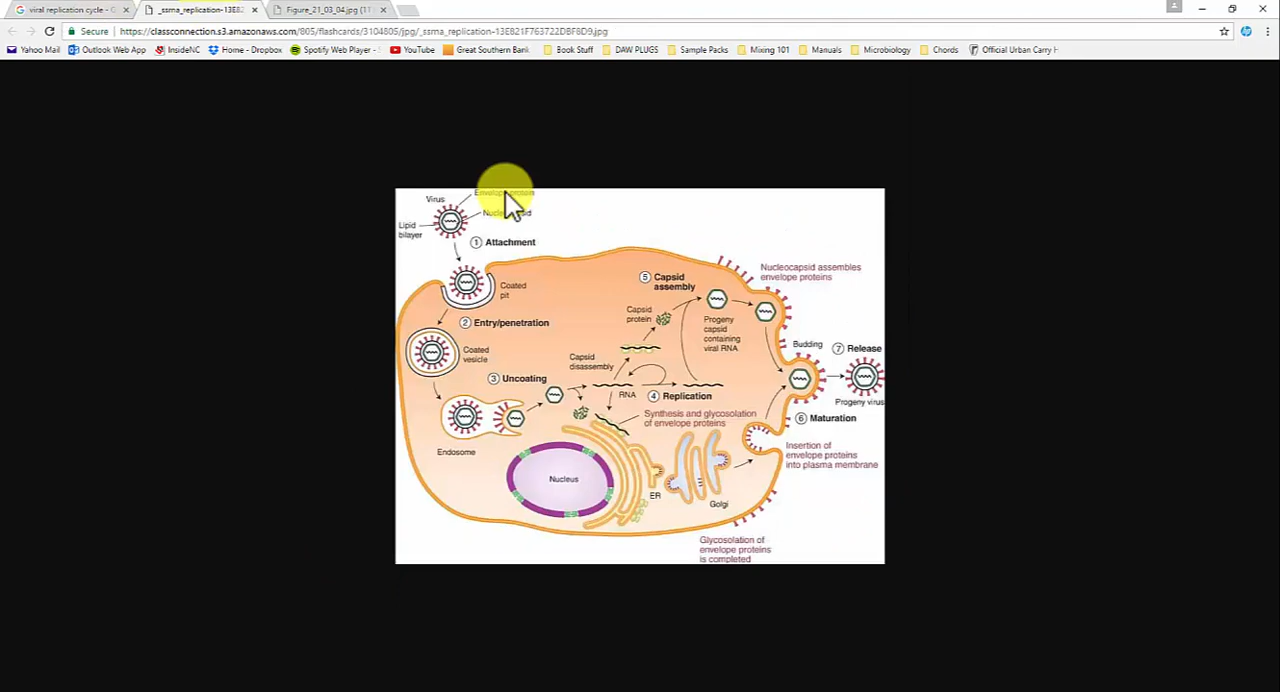 viral replication cycle - G
_ssma_replication-13E82
Figure_21_03_04.jpg (11
Secure
https://classconnection.s3.amazonaws.com/805/flashcards/3104805/jpg/_ssma_replication-13E821F763722DBF8D9.jpg
Yahoo Mail
Outlook Web App
InsideNC
Home - Dropbox
Spotify Web Player -
YouTube
Great Southern Bank
Book Stuff
DAW PLUGS
Sample Packs
Mixing 101
Manuals
Microbiology
Chords
Official Urban Carry H
Envelope protein
Virus
Lipid
bilayer
1 Attachment
Coated
pit
2 Entry/penetration
Coated
vesicle
3 Uncoating
Endosome
Capsid
disassembly
RNA
4 Replication
Capsid
protein
5 Capsid
assembly
Progeny
capsid
containing
viral RNA
Nucleocapsid assembles
envelope proteins
Budding
7 Release
Progeny virus
6 Maturation
Synthesis and glycosolation
of envelope proteins
Insertion of
envelope proteins
into plasma membrane
Nucleus
ER
Golgi
Glycosolation of
envelope proteins
is completed